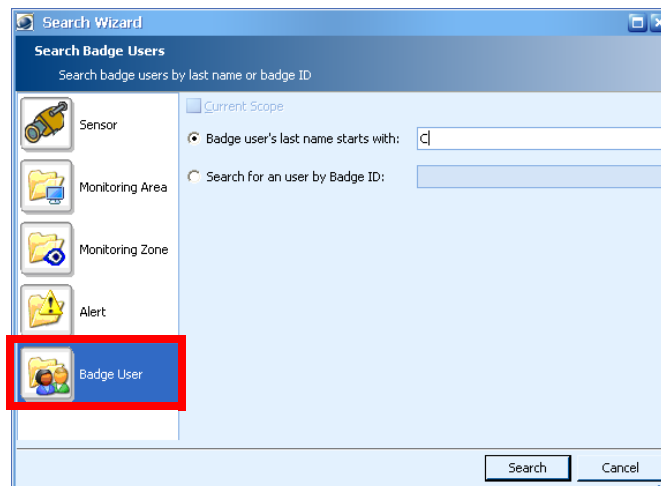 Search Wizard
Search Badge Users
Search badge users by last name or badge ID
Sensor
Monitoring Area
Monitoring Zone
Alert
Badge User
Current Scope
Badge user's last name starts with: C
Search for an user by Badge ID:
Search Cancel